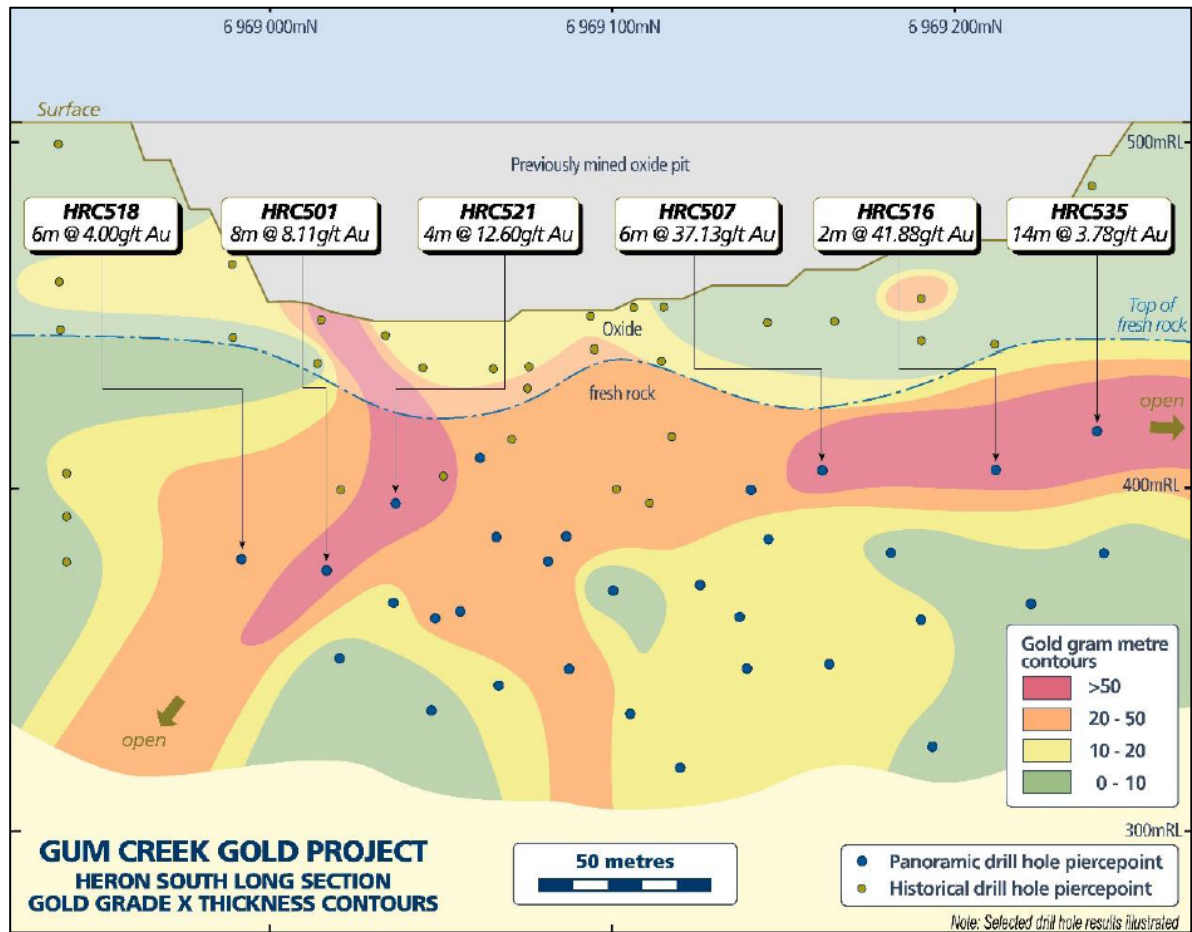 6 969 000mN
6 969 100mN
6 969 200mN
Surface
500mRL
Previously mined oxide pit
HRC518
6m @ 4.00g/t Au
HRC501
8m @ 8.11g/t Au
HRC521
4m @ 12.60g/t Au
HRC507
6m @ 37.13g/t Au
HRC516
2m @ 41.88g/t Au
HRC535
14m @ 3.78g/t Au
Oxide
Top of
fresh rock
fresh rock
open
400mRL
open
Gold gram metre
contours
>50
20 - 50
10 - 20
0 - 10
300mRL
GUM CREEK GOLD PROJECT
HERON SOUTH LONG SECTION
GOLD GRADE X THICKNESS CONTOURS
50 metres
Panoramic drill hole piercepoint
Historical drill hole piercepoint
Note: Selected drill hole results illustrated